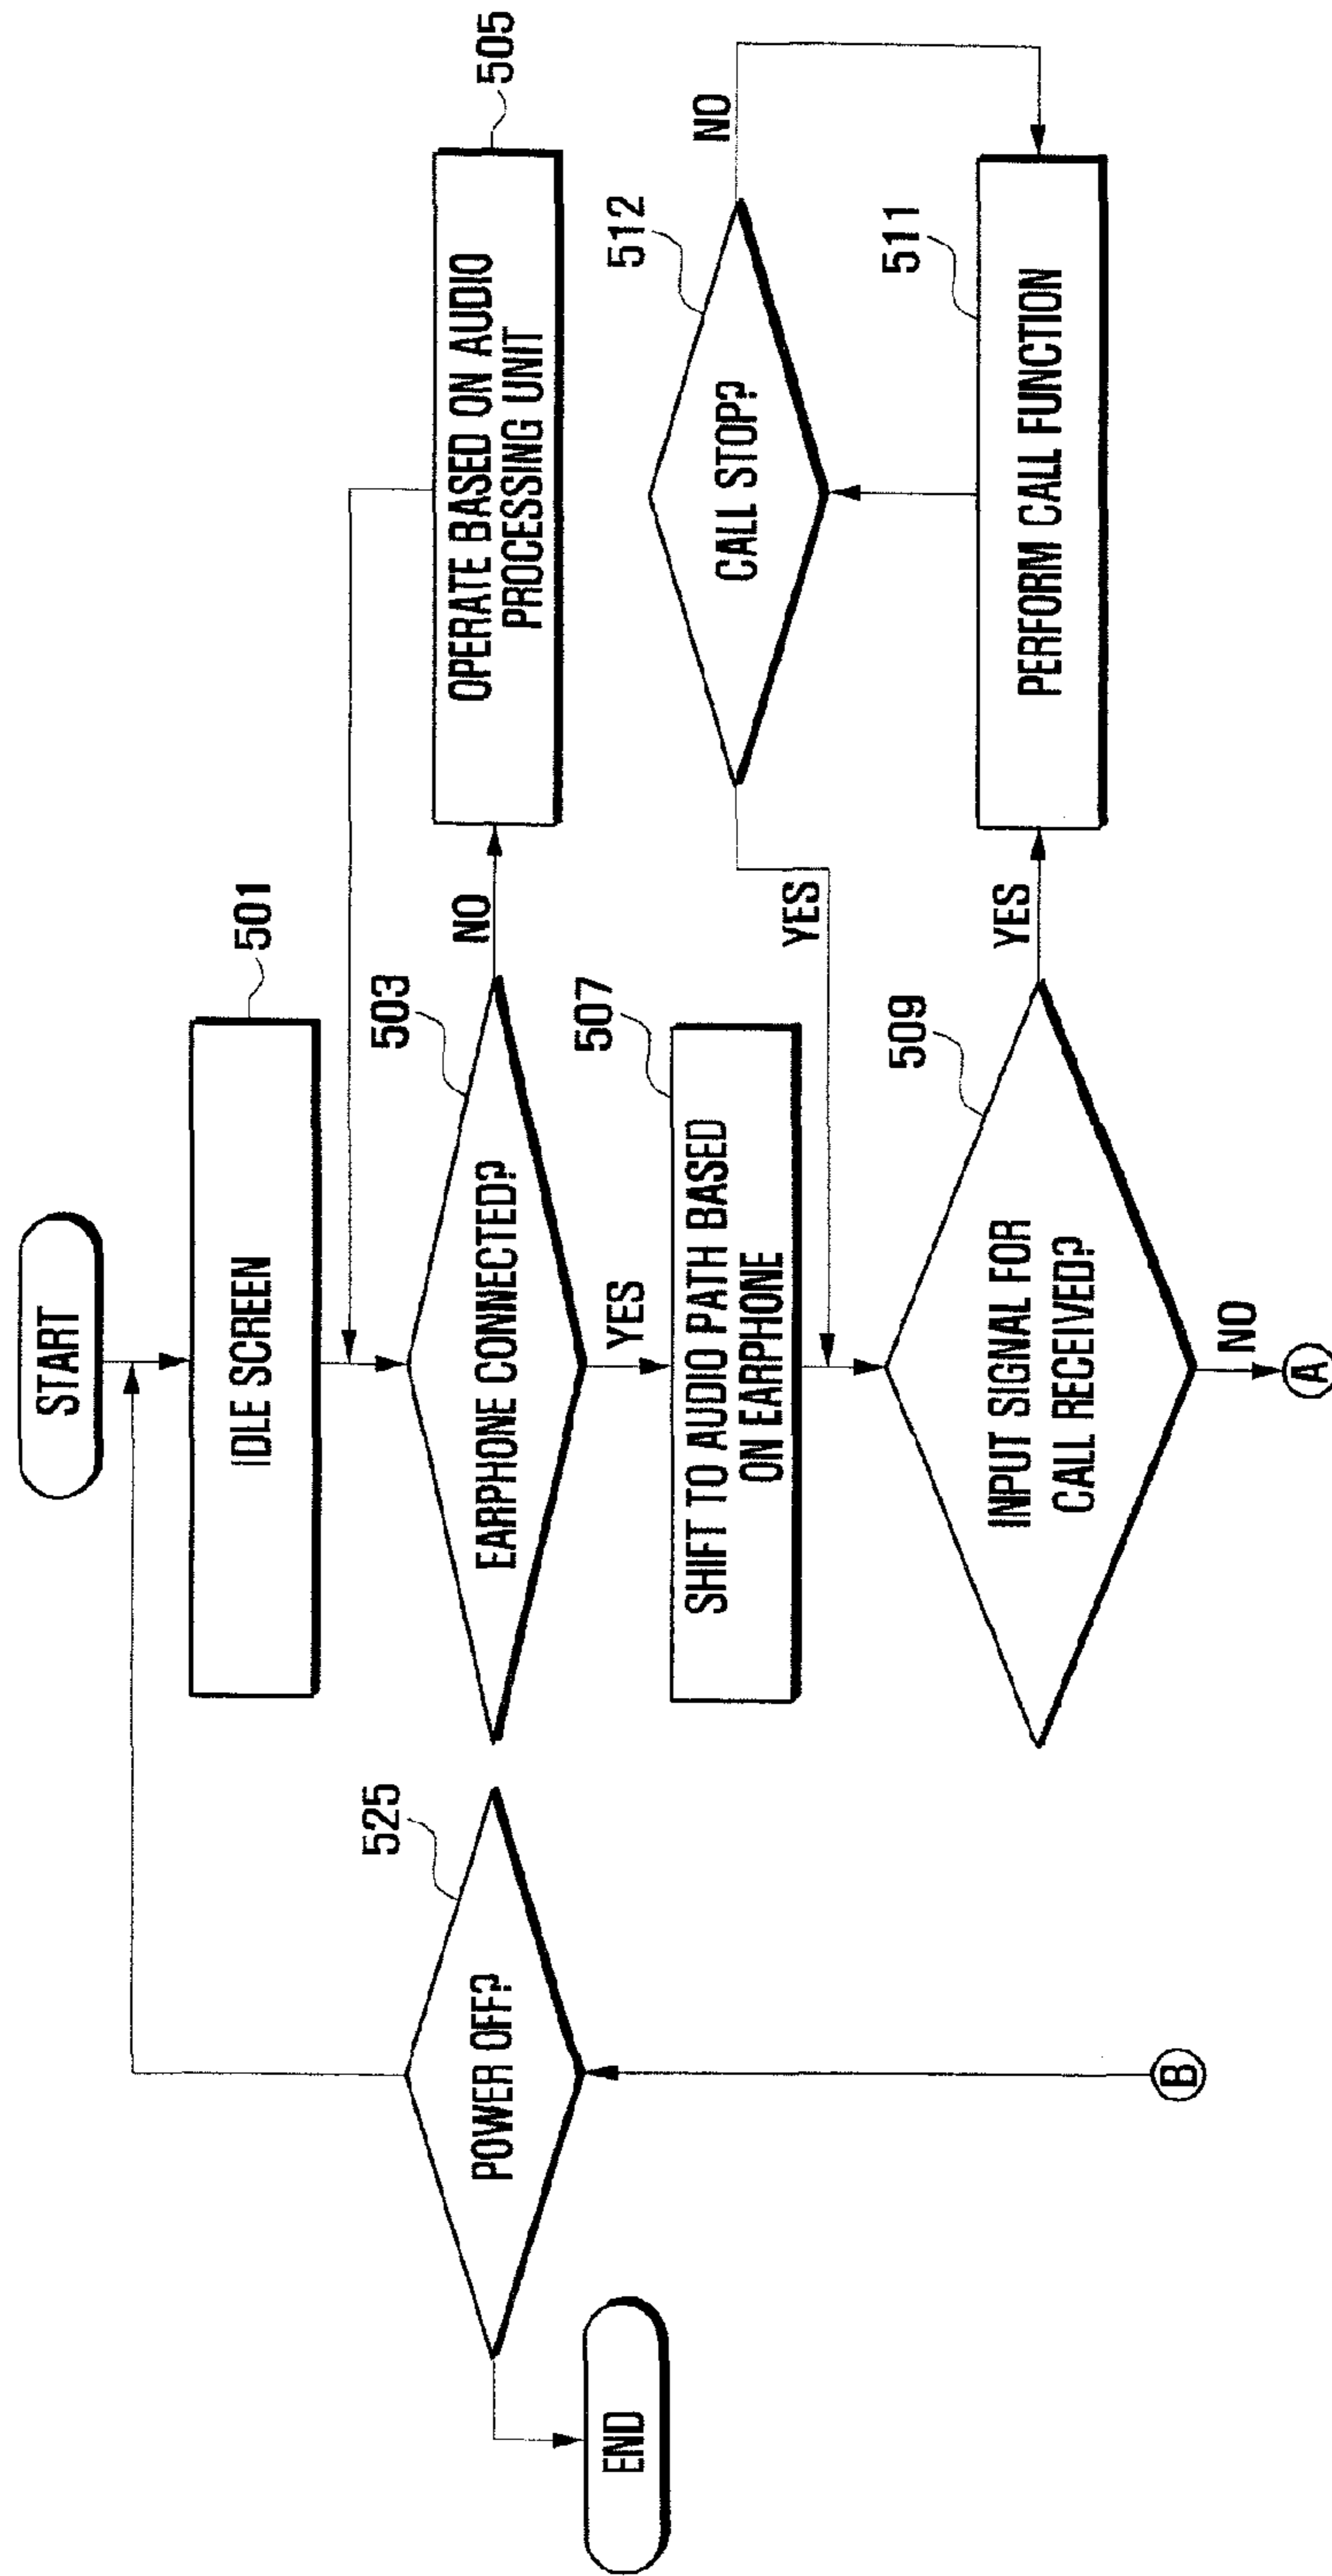 START
IDLE SCREEN
501
EARPHONE CONNECTED?
503
NO
OPERATE BASED ON AUDIO
PROCESSING UNIT
505
YES
SHIFT TO AUDIO PATH BASED
ON EARPHONE
507
INPUT SIGNAL FOR
CALL RECEIVED?
509
YES
PERFORM CALL FUNCTION
511
CALL STOP?
512
NO
YES
NO
A
POWER OFF?
525
B
END